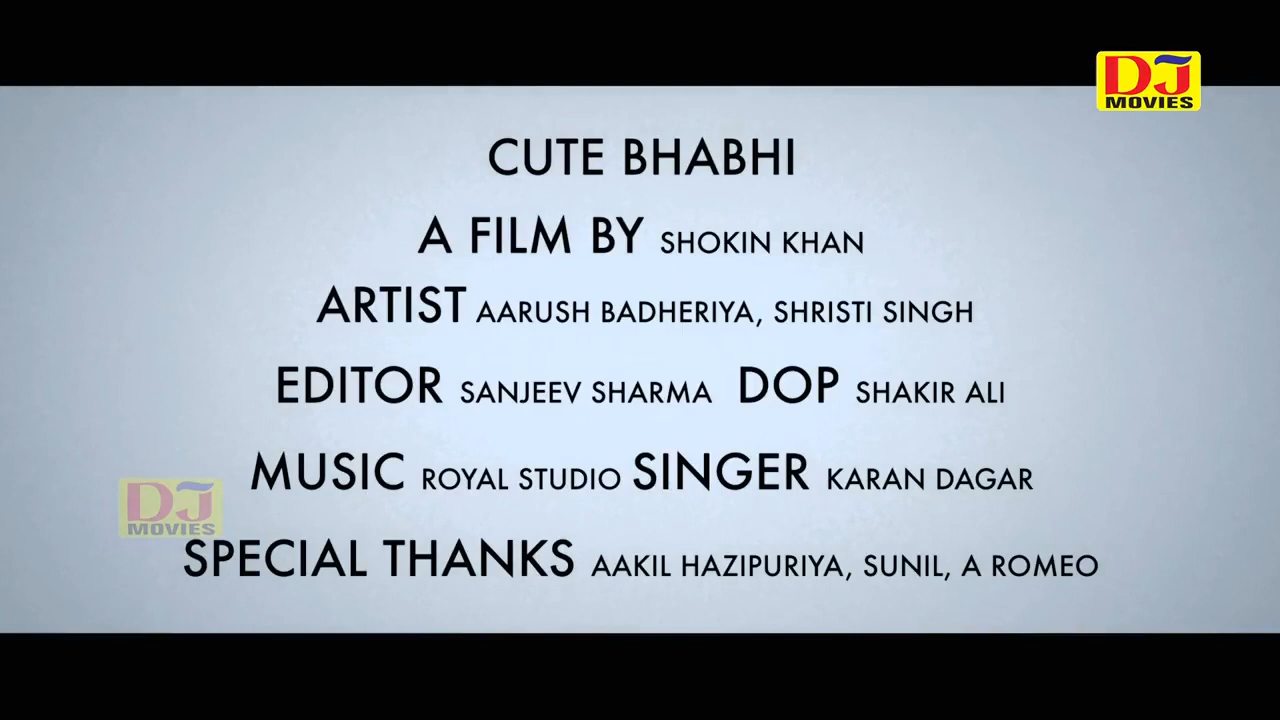 DJ
MOVIES
CUTE BHABHI
A FILM BY SHOKIN KHAN
ARTIST AARUSH BADHERIYA, SHRISTI SINGH
EDITOR SANJEEV SHARMA DOP SHAKIR ALI
MUSIC ROYAL STUDIO SINGER KARAN DAGAR
DJ
MOVIES
SPECIAL THANKS AAKIL HAZIPURIYA, SUNIL, A ROMEO